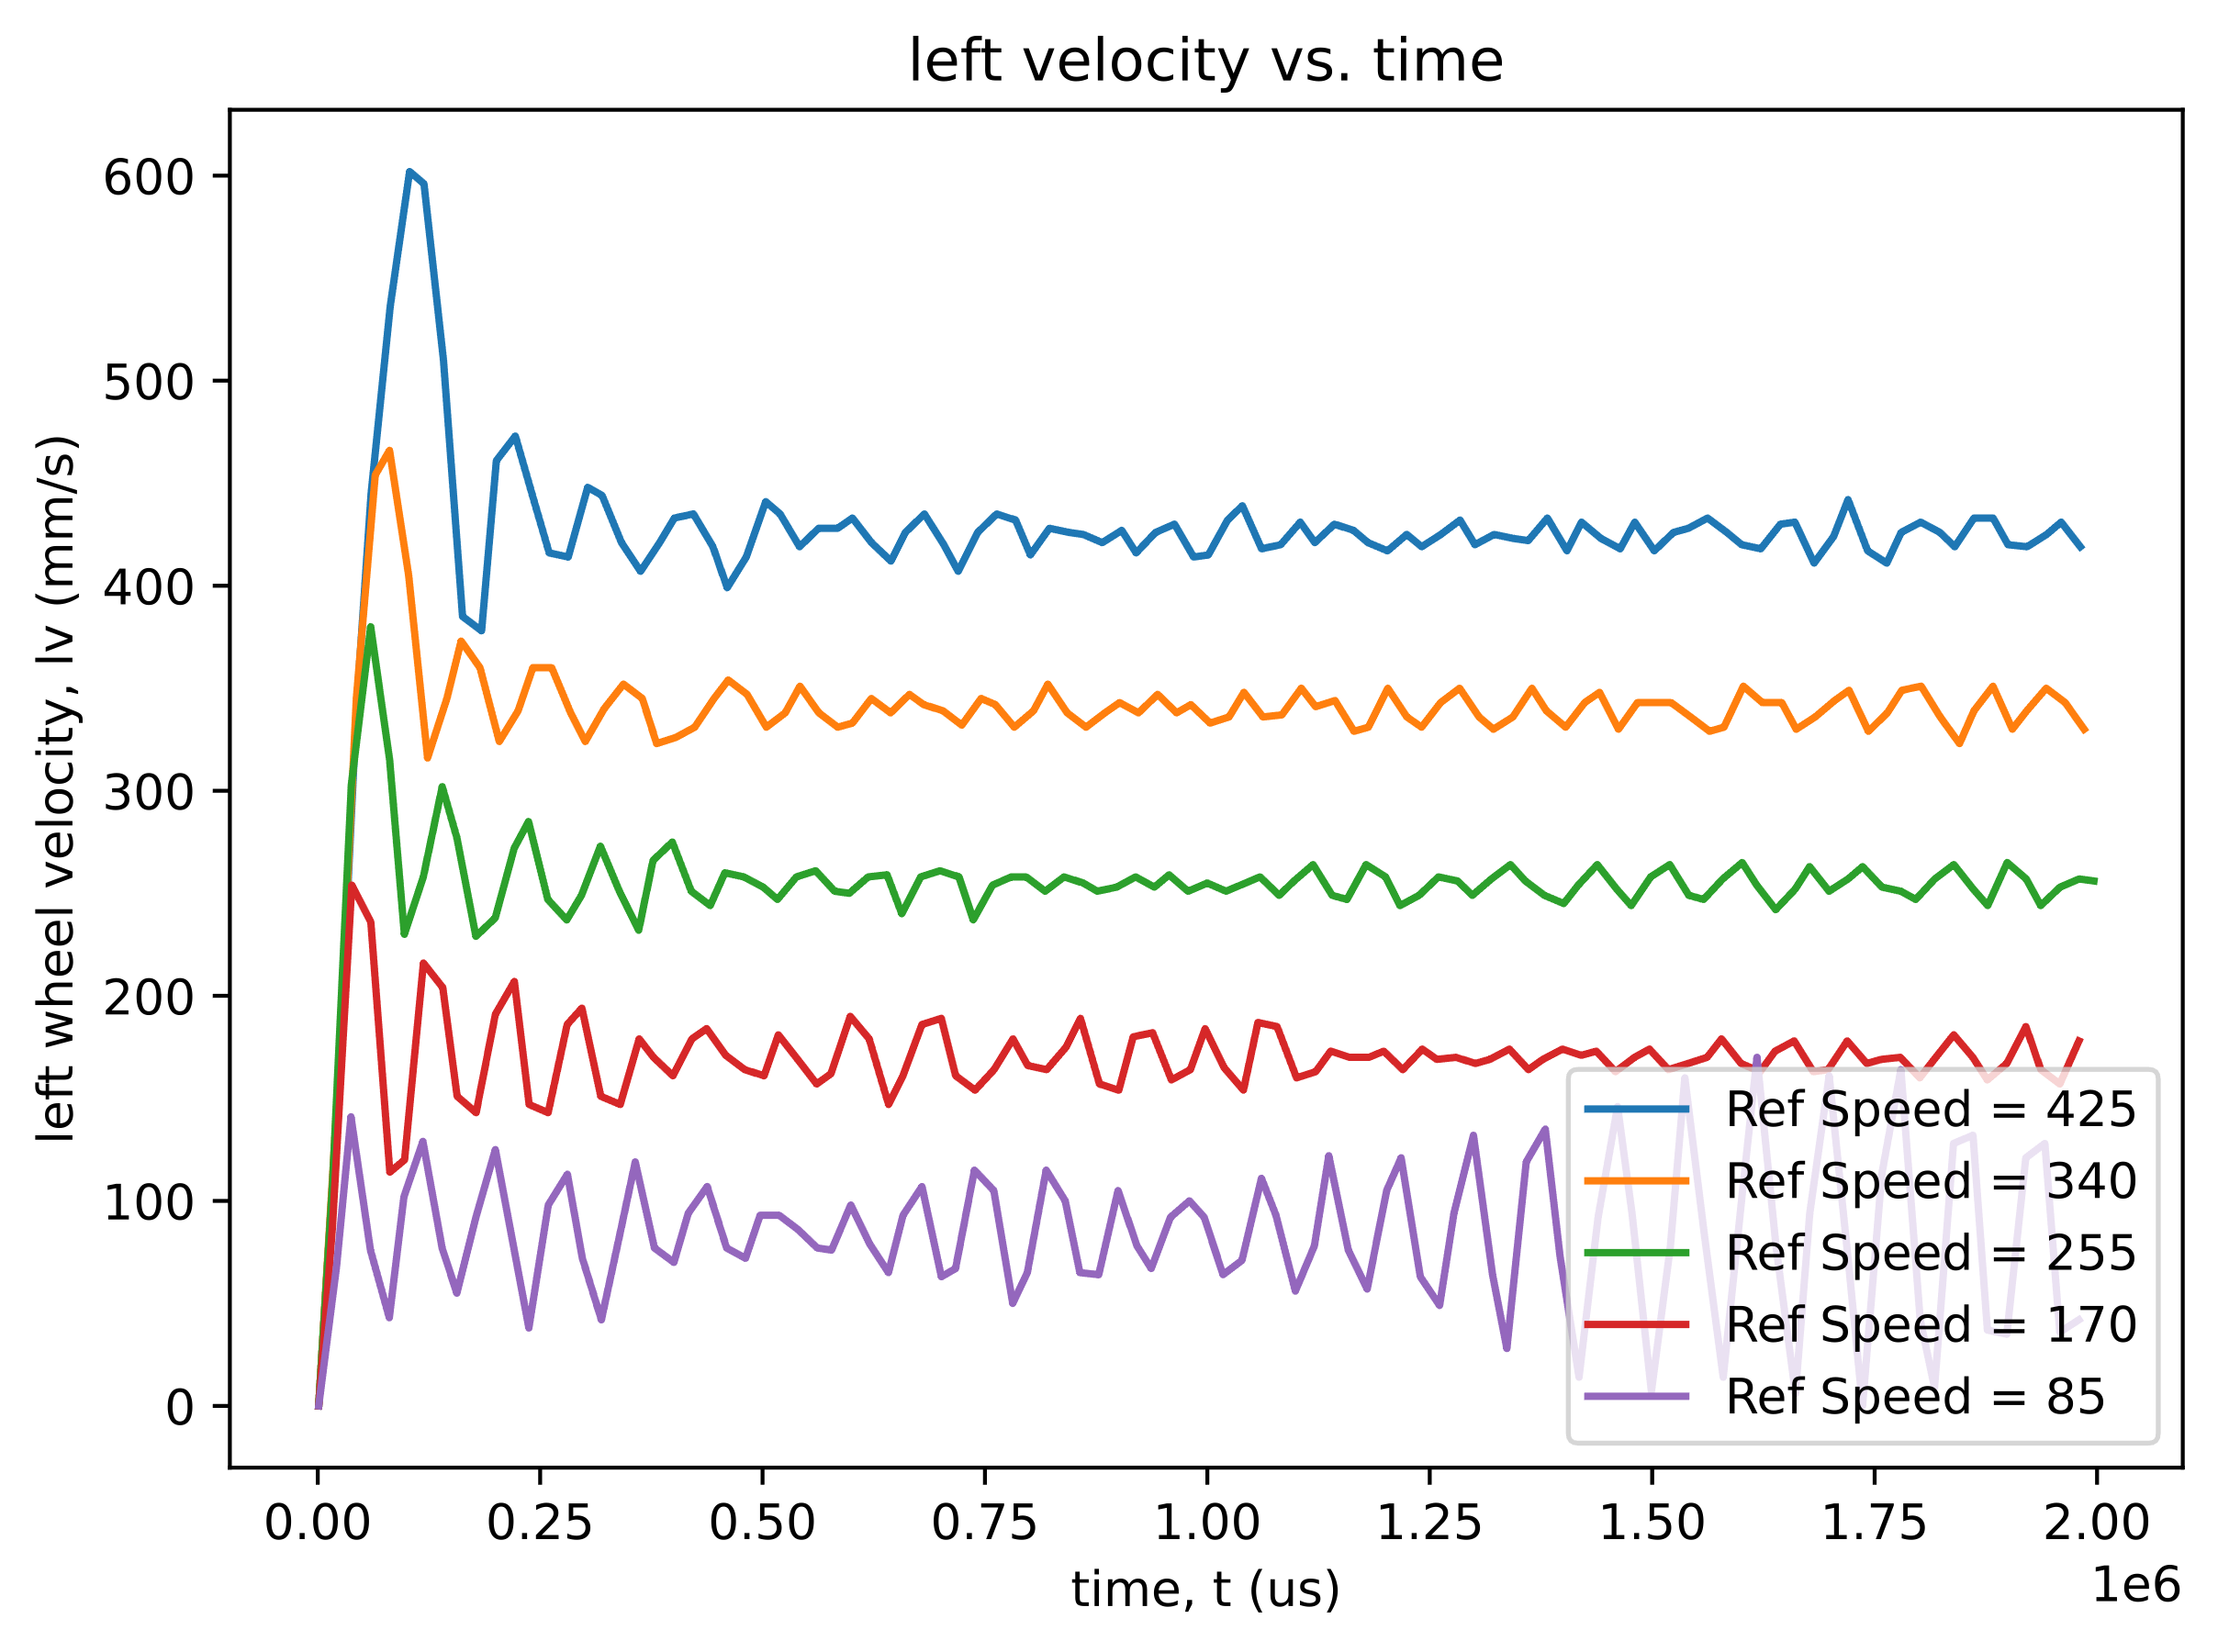 left velocity vs. time
left wheel velocity, lv (mm/s)
600
500
400
300
200
100
0
Ref Speed = 425
Ref Speed = 340
Ref Speed = 255
Ref Speed = 170
Ref Speed = 85
0.00 0.25 0.50 0.75 1.00 1.25 1.50 1.75 2.00
1e6
time, t (us)